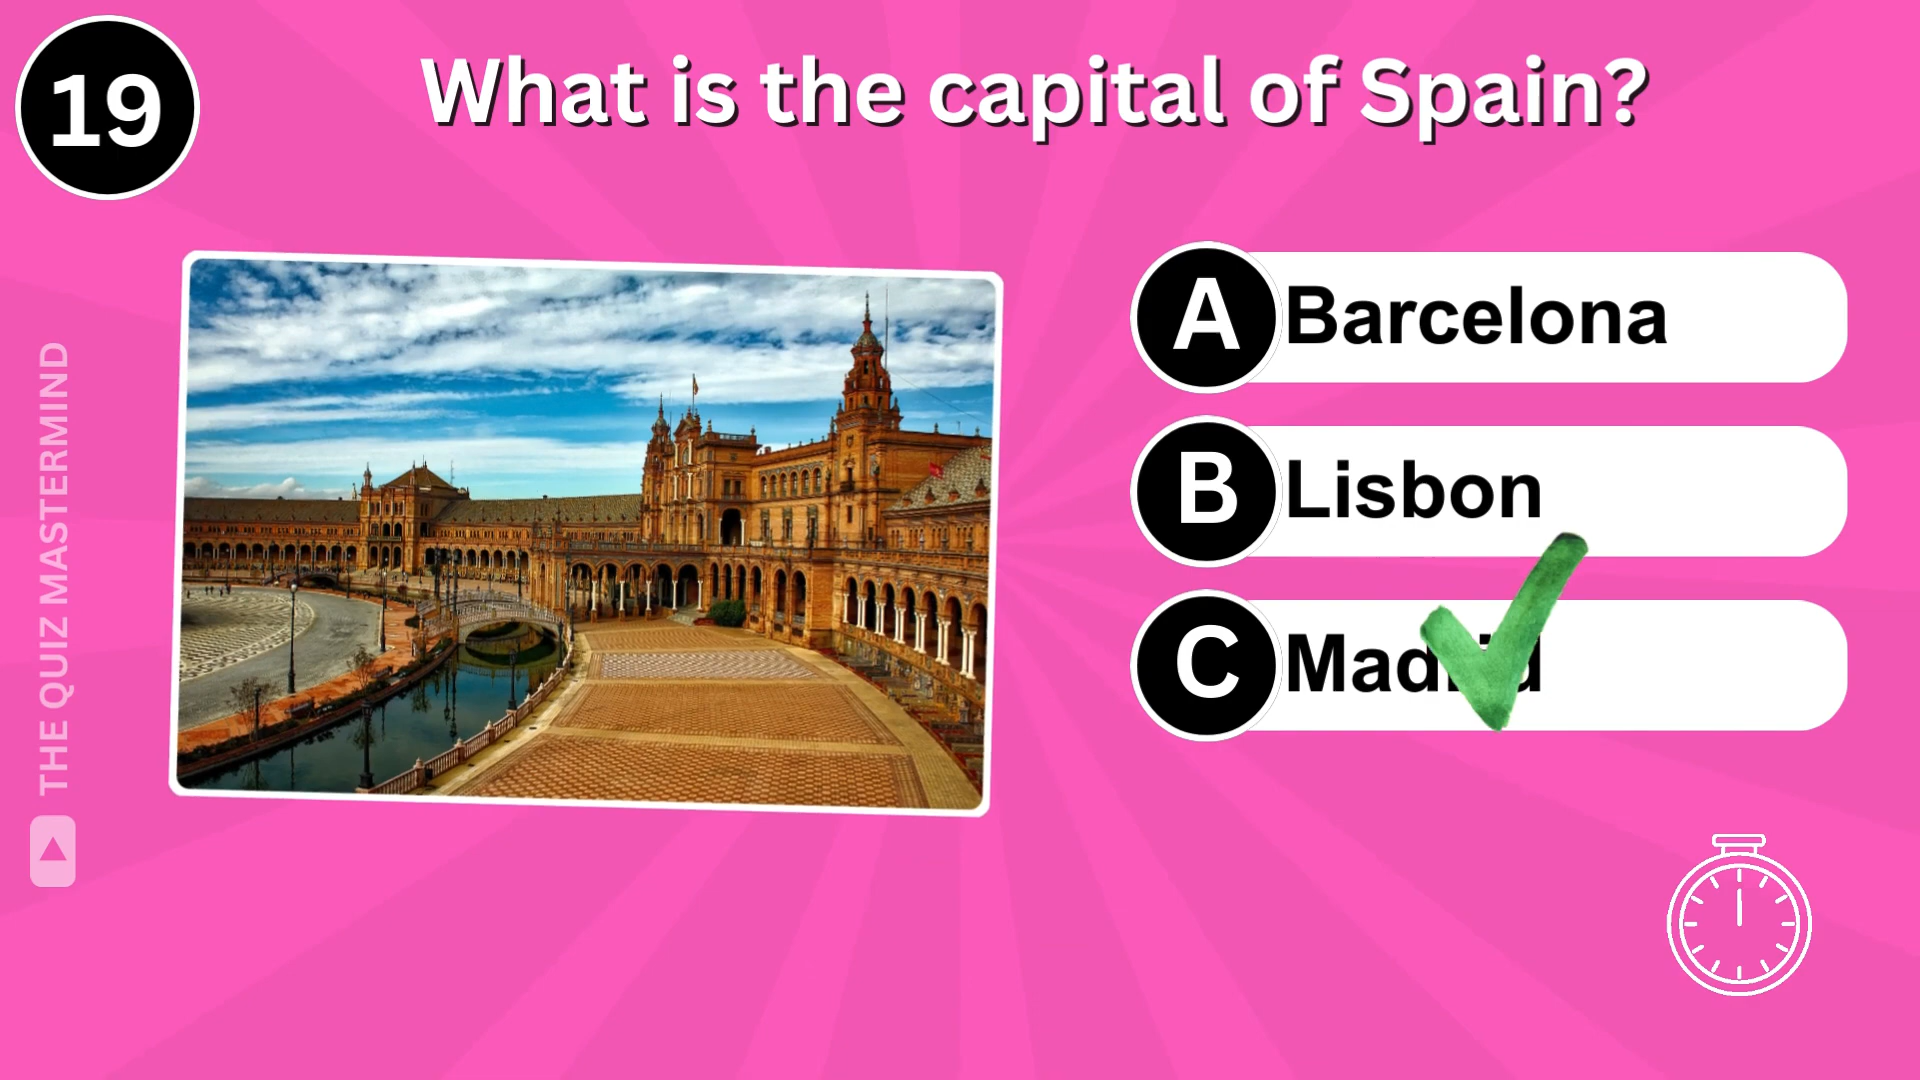 19
What is the capital of Spain?
A Barcelona
B Lisbon
C Madrid
THE QUIZ MASTERMIND